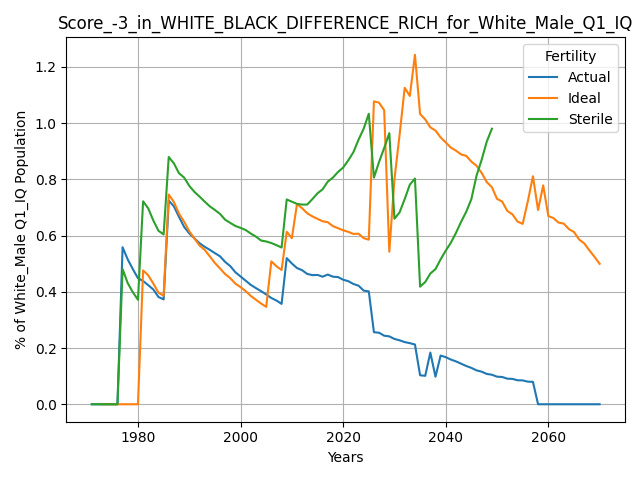 Score_-3_in_WHITE_BLACK_DIFFERENCE_RICH_for_White_Male_Q1_IQ
Fertility
Actual
Ideal
Sterile
% of White_Male Q1_IQ Population
1.2
1.0
0.8
0.6
0.4
0.2
0.0
1980 2000 2020 2040 2060
Years